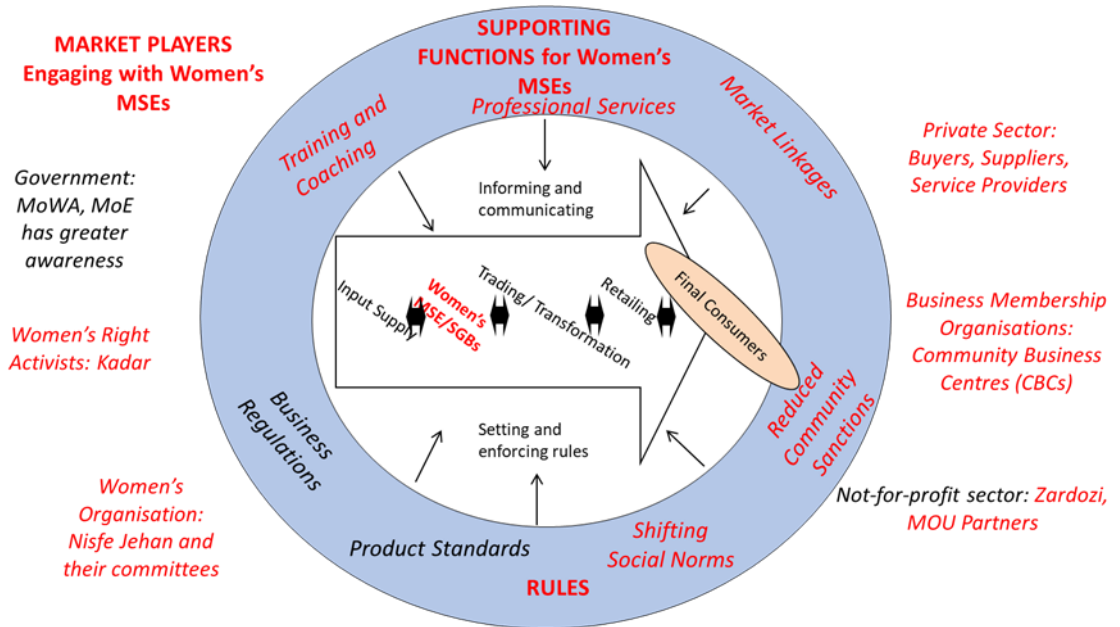 MARKET PLAYERS
Engaging with Women's
MSEs
SUPPORTING
FUNCTIONS for Women's
MSEs
Professional Services
Training and
Coaching
Market Linkages
Government:
MoWA, MoE
has greater
awareness
Women's Right
Activists: Kadar
Women's
Organisation:
Nisfe Jehan and
their committees
Informing and
communicating
Input Supply
Women's
MSE/SGBs
Trading/ Transformation
Retailing
Final Consumers
Setting and
enforcing rules
Business
Regulations
Product Standards
Shifting
Social Norms
Reduced
Community
Sanctions
RULES
Private Sector:
Buyers, Suppliers,
Service Providers
Business Membership
Organisations:
Community Business
Centres (CBCs)
Not-for-profit sector: Zardozi,
MOU Partners